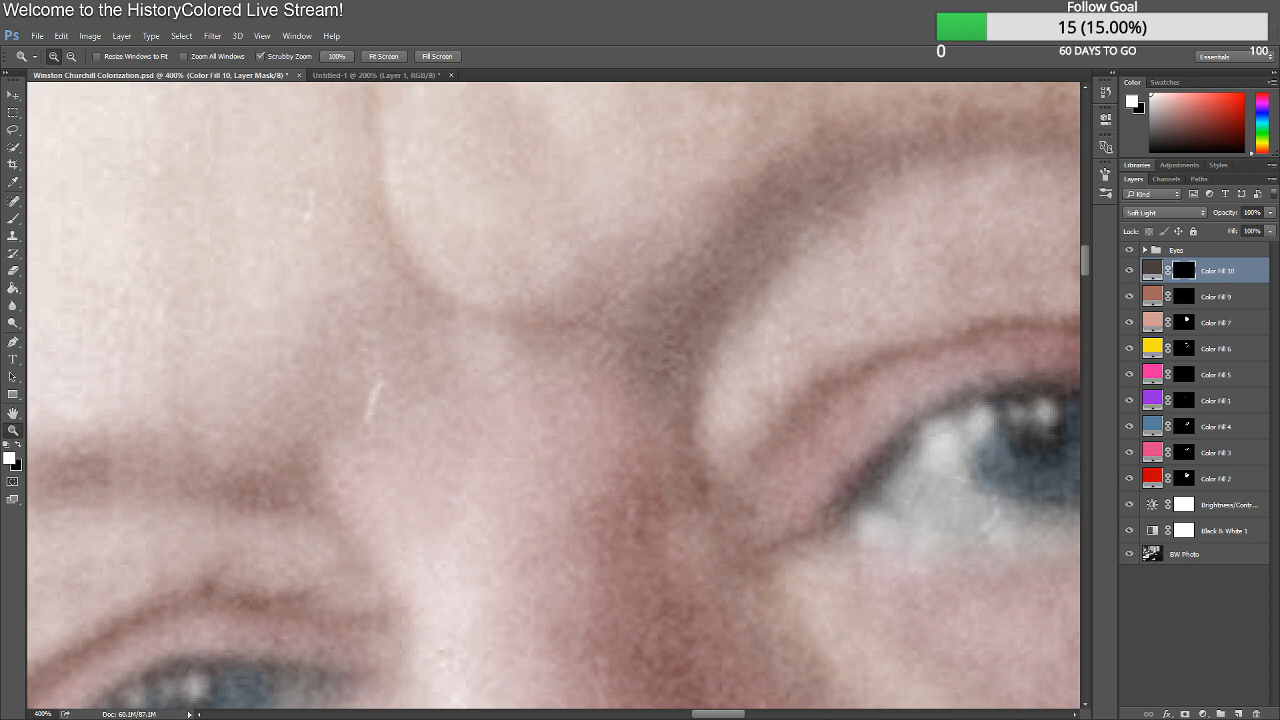 Welcome to the HistoryColored Live Stream!
Follow Goal
15 (15.00%)
0
60 DAYS TO GO
100
Ps File Edit Image Layer Type Select Filter 3D View Window Help
Resize Windows to Fit
Zoom All Windows
Scrubby Zoom
100%
Fit Screen
Fill Screen
Essentials
Winston Churchill Colorization.psd @ 400% (Color Fill 10, Layer Mask/8) *
Untitled-1 @ 200% (Layer 1, RGB/8) *
Color Swatches
Libraries Adjustments Styles
Layers Channels Paths
Kind
Soft Light
Opacity: 100%
Lock:
Fill: 100%
Eyes
Color Fill 10
Color Fill 9
Color Fill 7
Color Fill 6
Color Fill 5
Color Fill 1
Color Fill 4
Color Fill 3
Color Fill 2
Brightness/Contr...
Black & White 1
BW Photo
400%
Doc: 60.1M/87.1M